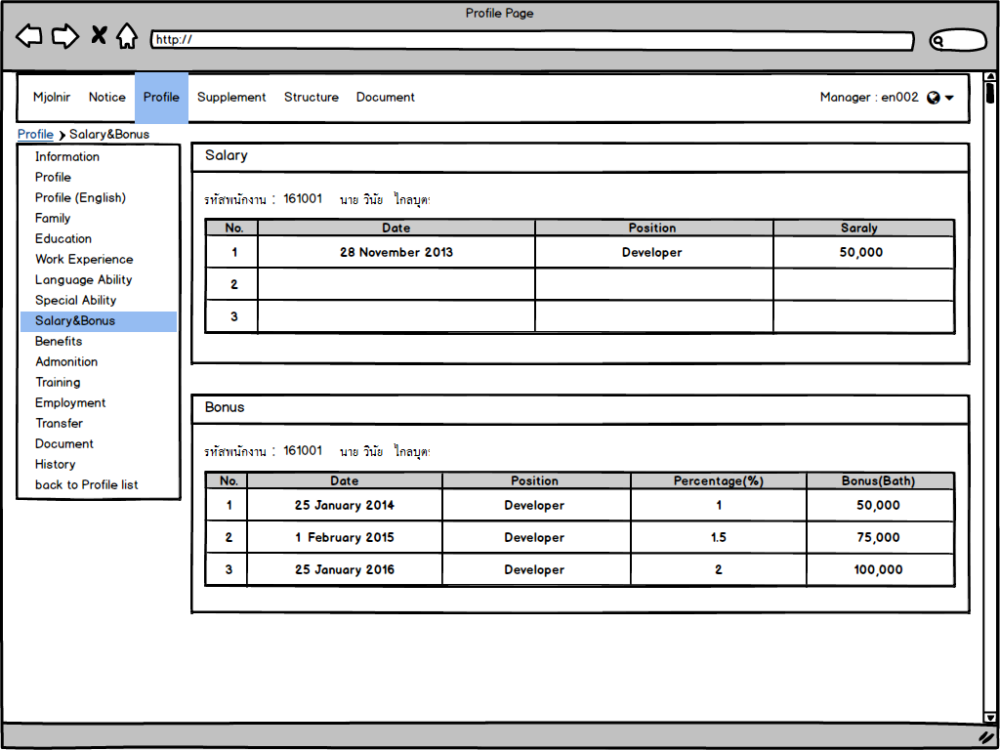 Profile Page
http://
Mjolnir Notice Profile Supplement Structure Document Manager : en002
Profile Salary&Bonus
Information
Profile
Profile (English)
Family
Education
Work Experience
Language Ability
Special Ability
Salary&Bonus
Benefits
Admonition
Training
Employment
Transfer
Document
History
back to Profile list
Salary
รหัสพนักงาน : 161001 นาย วินัย ไกลบุตร
No. Date Position Saraly
1 28 November 2013 Developer 50,000
2
3
Bonus
รหัสพนักงาน : 161001 นาย วินัย ไกลบุตร
No. Date Position Percentage(%) Bonus(Bath)
1 25 January 2014 Developer 1 50,000
2 1 February 2015 Developer 1.5 75,000
3 25 January 2016 Developer 2 100,000